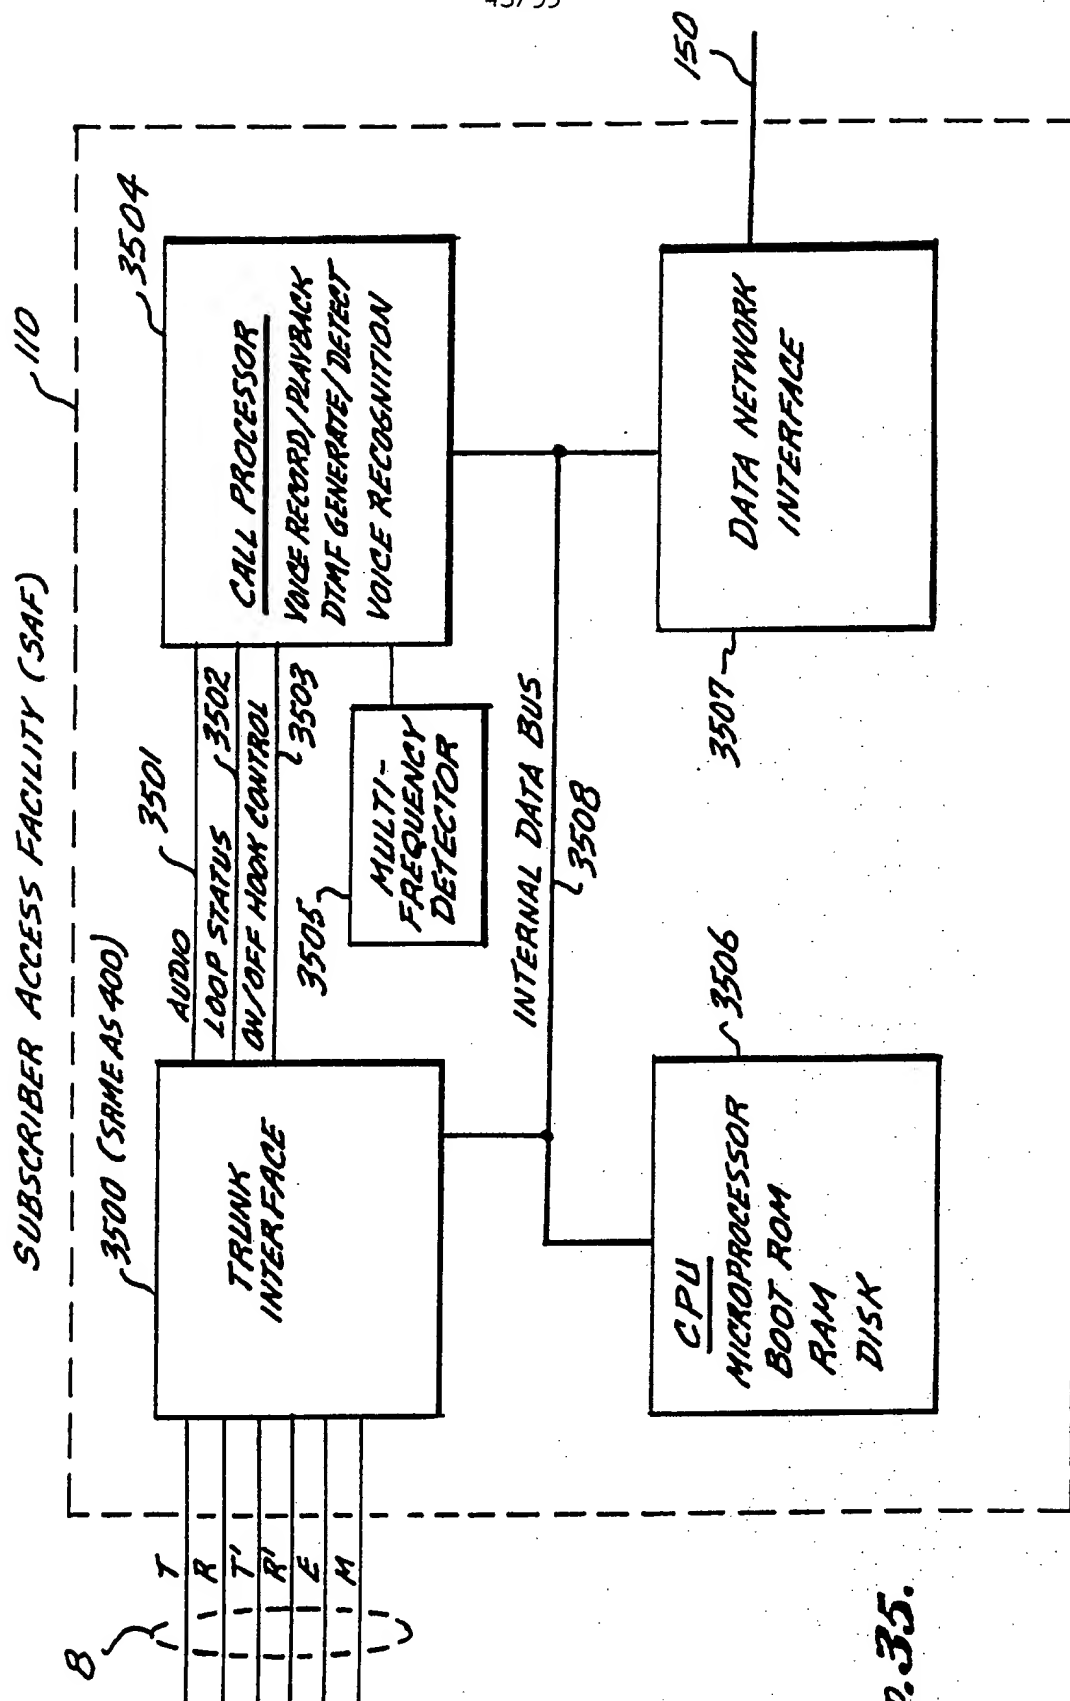 SUBSCRIBER ACCESS FACILITY (SAF)
110
3500 (SAME AS 400)
TRUNK
INTERFACE
AUDIO
3501
LOOP STATUS
3502
ON/OFF HOOK CONTROL
3503
3504
CALL PROCESSOR
VOICE RECORD/PLAYBACK
DTMF GENERATE/DETECT
VOICE RECOGNITION
3505
MULTI-
FREQUENCY
DETECTOR
8
T
R
T'
R'
E
M
INTERNAL DATA BUS
3508
3506
CPU
MICROPROCESSOR
BOOT ROM
RAM
DISK
3507
DATA NETWORK
INTERFACE
150
35.